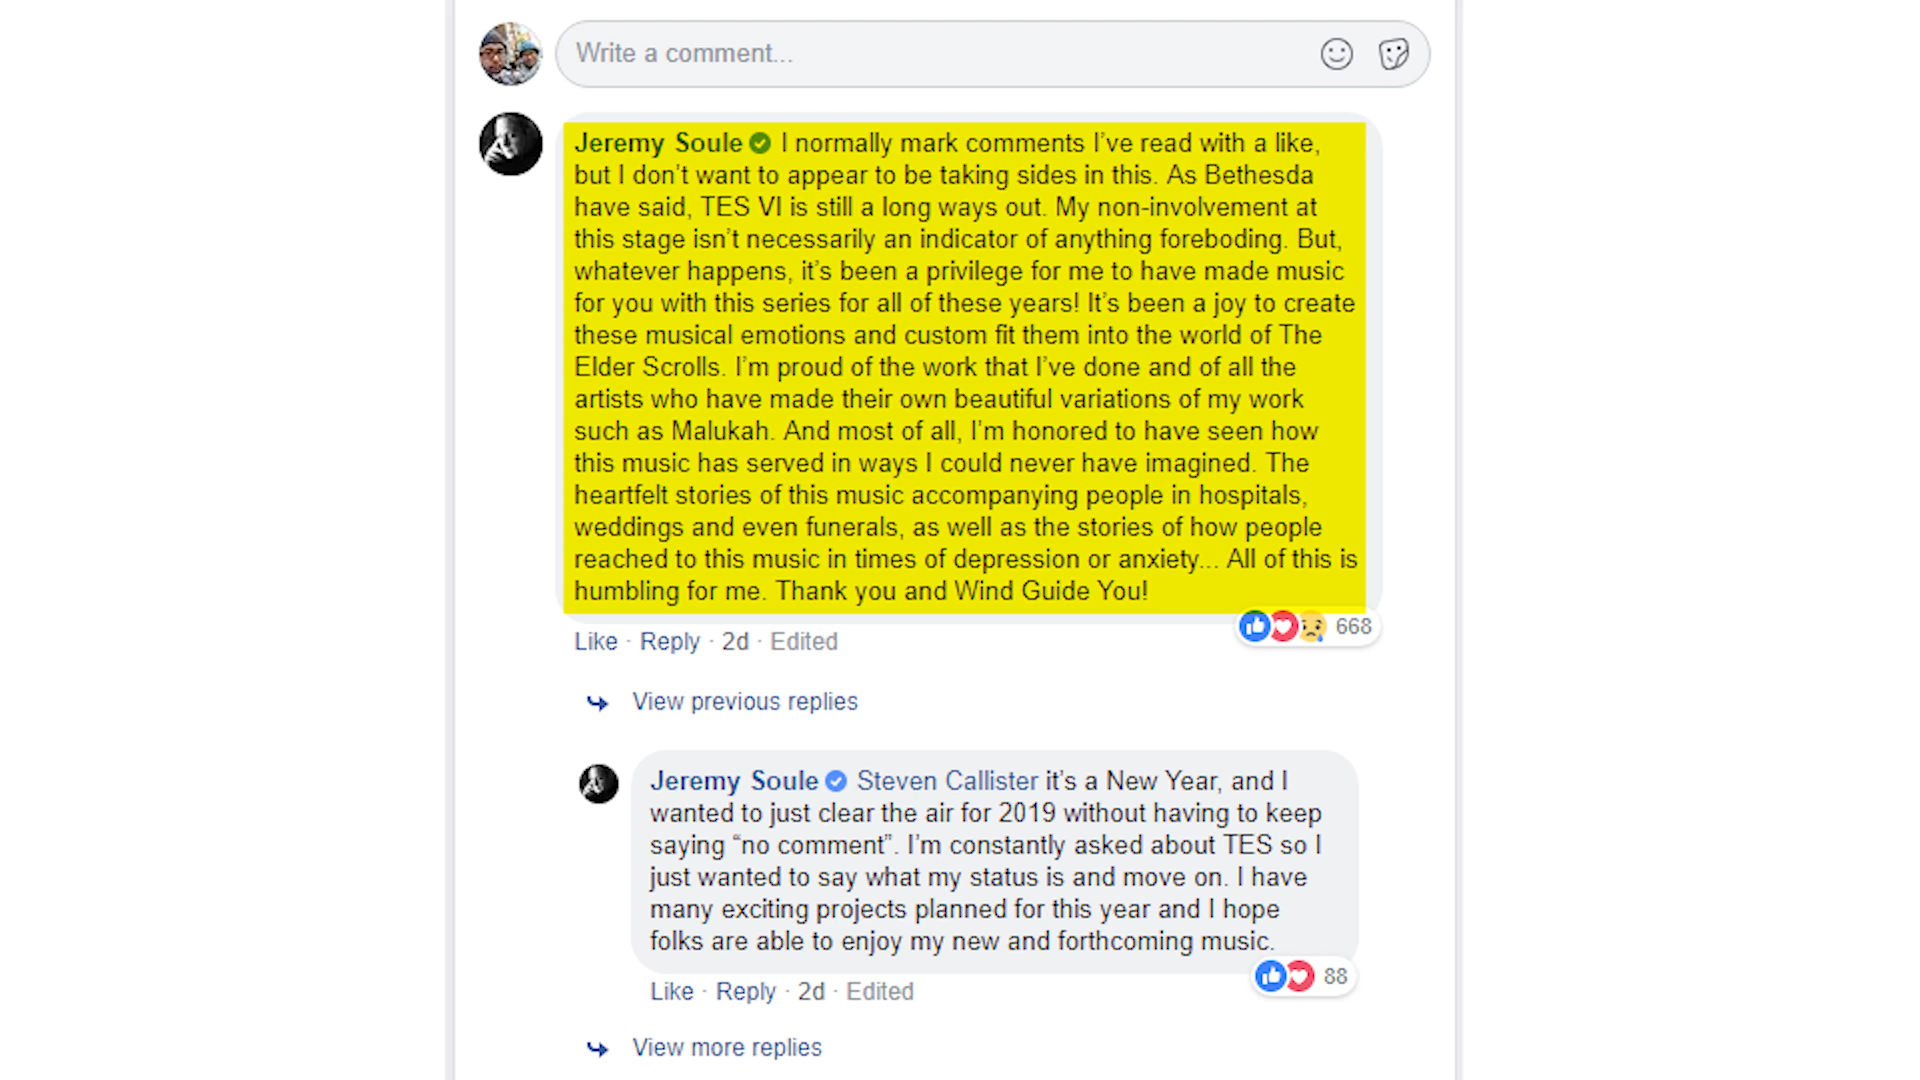 Write a comment...
Jeremy Soule I normally mark comments I’ve read with a like,
but I don’t want to appear to be taking sides in this. As Bethesda
have said, TES VI is still a long ways out. My non-involvement at
this stage isn’t necessarily an indicator of anything foreboding. But,
whatever happens, it’s been a privilege for me to have made music
for you with this series for all of these years! It’s been a joy to create
these musical emotions and custom fit them into the world of The
Elder Scrolls. I’m proud of the work that I’ve done and of all the
artists who have made their own beautiful variations of my work
such as Malukah. And most of all, I’m honored to have seen how
this music has served in ways I could never have imagined. The
heartfelt stories of this music accompanying people in hospitals,
weddings and even funerals, as well as the stories of how people
reached to this music in times of depression or anxiety... All of this is
humbling for me. Thank you and Wind Guide You!
668
Like · Reply · 2d · Edited
View previous replies
Jeremy Soule Steven Callister it’s a New Year, and I
wanted to just clear the air for 2019 without having to keep
saying “no comment”. I’m constantly asked about TES so I
just wanted to say what my status is and move on. I have
many exciting projects planned for this year and I hope
folks are able to enjoy my new and forthcoming music.
88
Like · Reply · 2d · Edited
View more replies